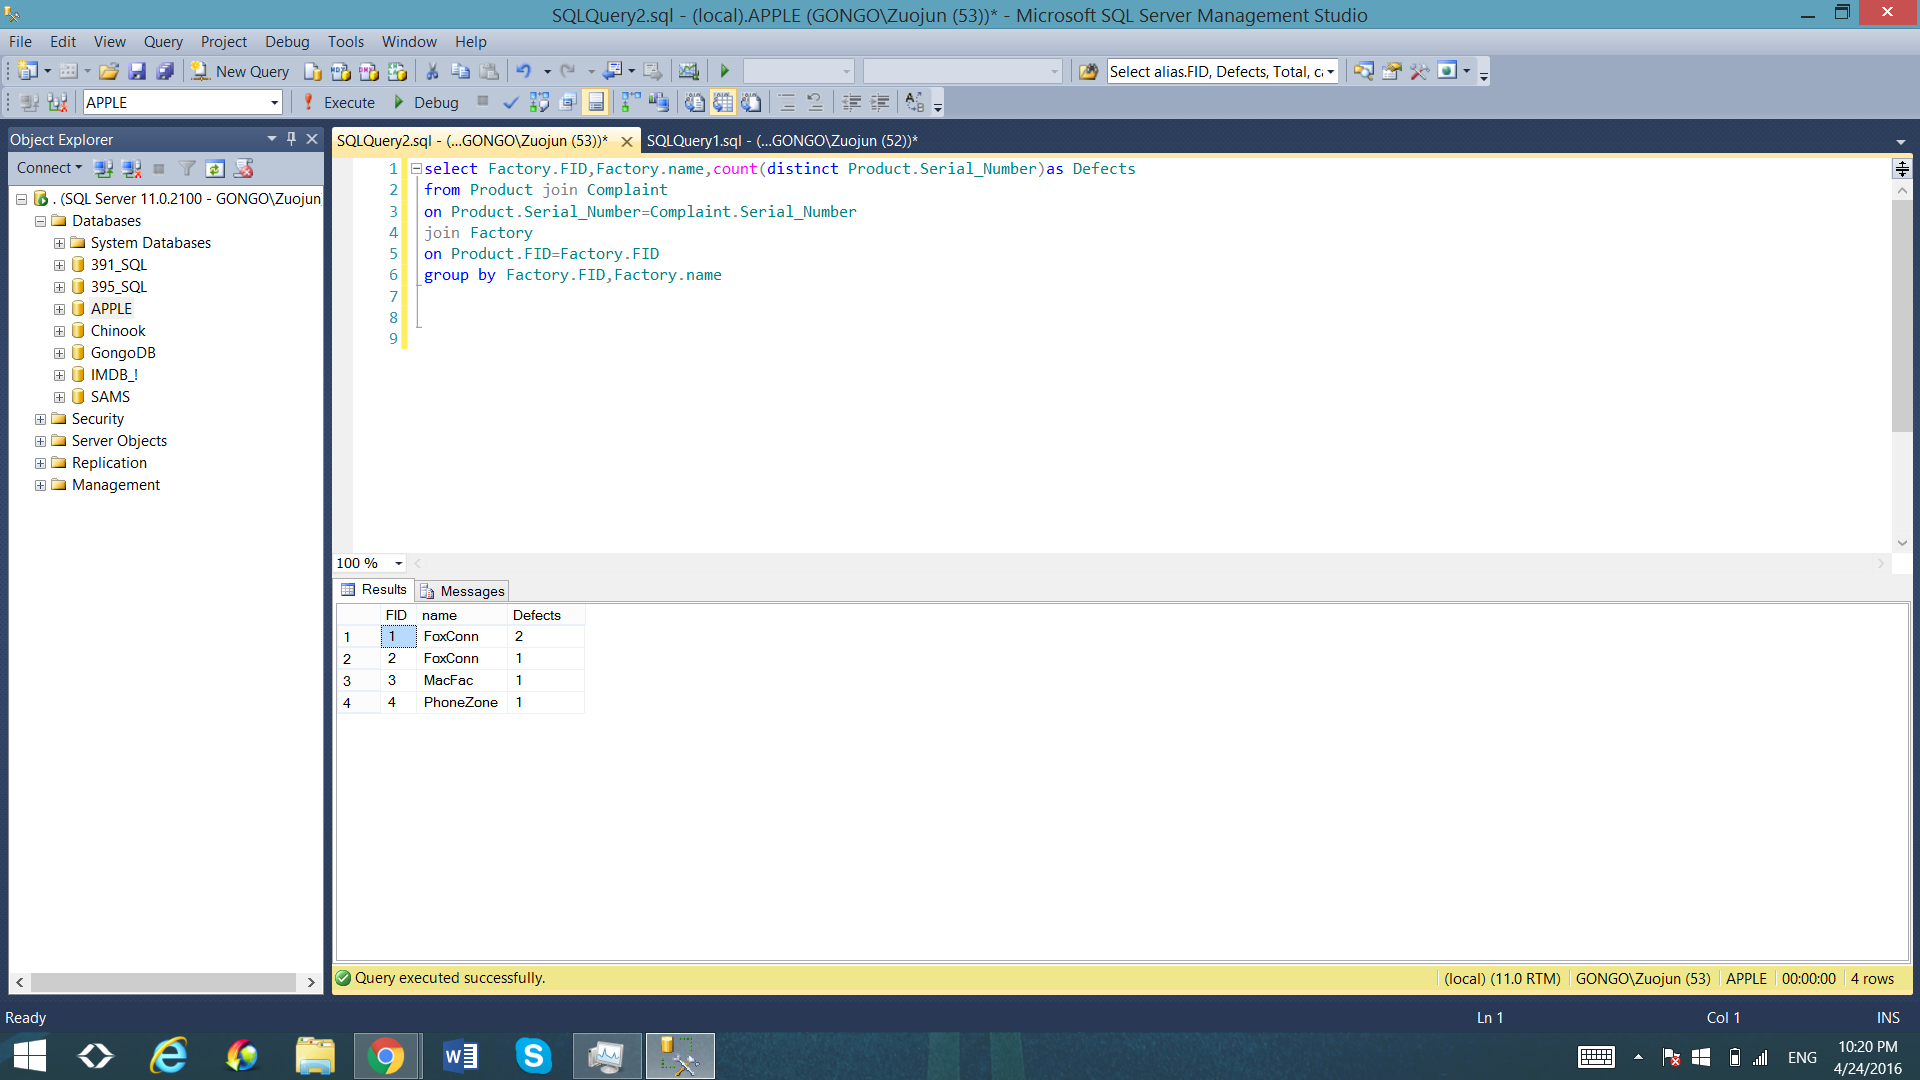 SQLQuery2.sql - (local).APPLE (GONGO\Zuojun (53))* - Microsoft SQL Server Management Studio
File Edit View Query Project Debug Tools Window Help
New Query Select alias.FID, Defects, Total, ca
APPLE Execute Debug
Object Explorer
Connect
. (SQL Server 11.0.2100 - GONGO\Zuojun
Databases
System Databases
391_SQL
395_SQL
APPLE
Chinook
GongoDB
IMDB_!
SAMS
Security
Server Objects
Replication
Management
SQLQuery2.sql - (...GONGO\Zuojun (53))* SQLQuery1.sql - (...GONGO\Zuojun (52))*
1 select Factory.FID,Factory.name,count(distinct Product.Serial_Number)as Defects
2 from Product join Complaint
3 on Product.Serial_Number=Complaint.Serial_Number
4 join Factory
5 on Product.FID=Factory.FID
6 group by Factory.FID,Factory.name
7
8
9
100 %
Results Messages
FID name Defects
1 1 FoxConn 2
2 2 FoxConn 1
3 3 MacFac 1
4 4 PhoneZone 1
Query executed successfully. (local) (11.0 RTM) GONGO\Zuojun (53) APPLE 00:00:00 4 rows
Ready Ln 1 Col 1 INS
ENG 10:20 PM
4/24/2016